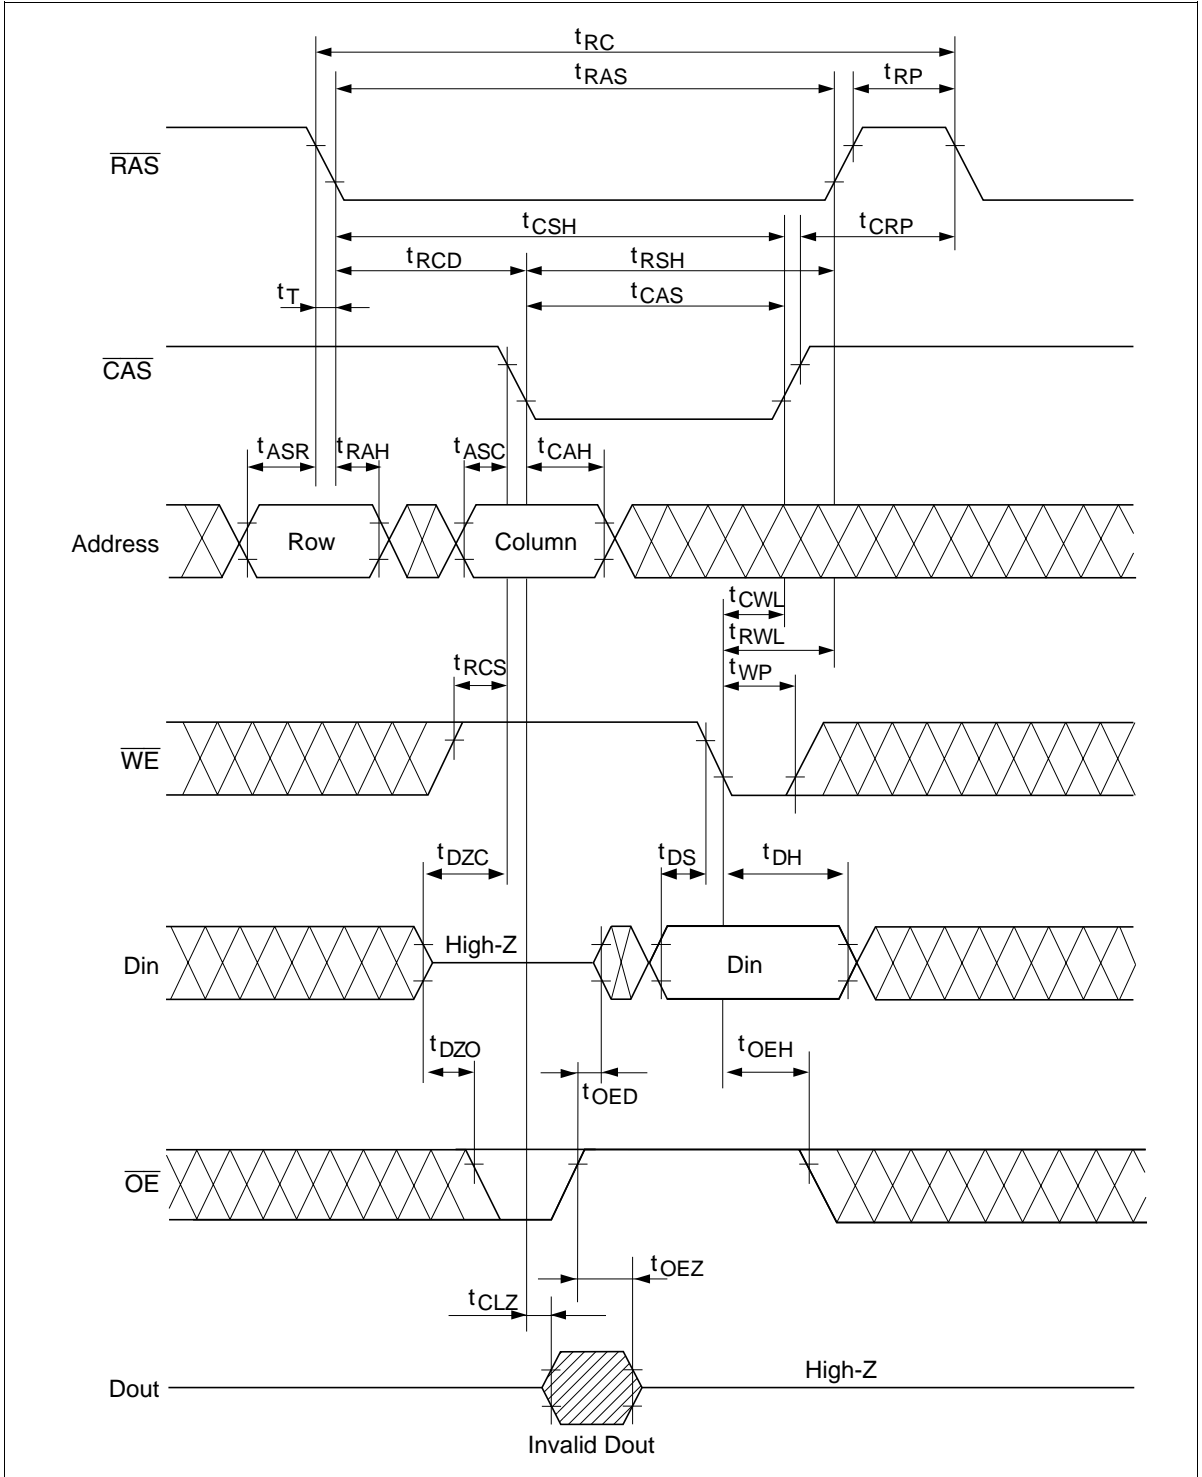 tRC
tRAS
tRP
RAS
tCSH
tCRP
tRCD
tRSH
tT
tCAS
CAS
tASR
tRAH
tASC
tCAH
Address
Row
Column
tCWL
tRWL
tRCS
tWP
WE
tDZC
tDS
tDH
High-Z
Din
Din
tDZO
tOEH
tOED
OE
tOEZ
tCLZ
High-Z
Dout
Invalid Dout